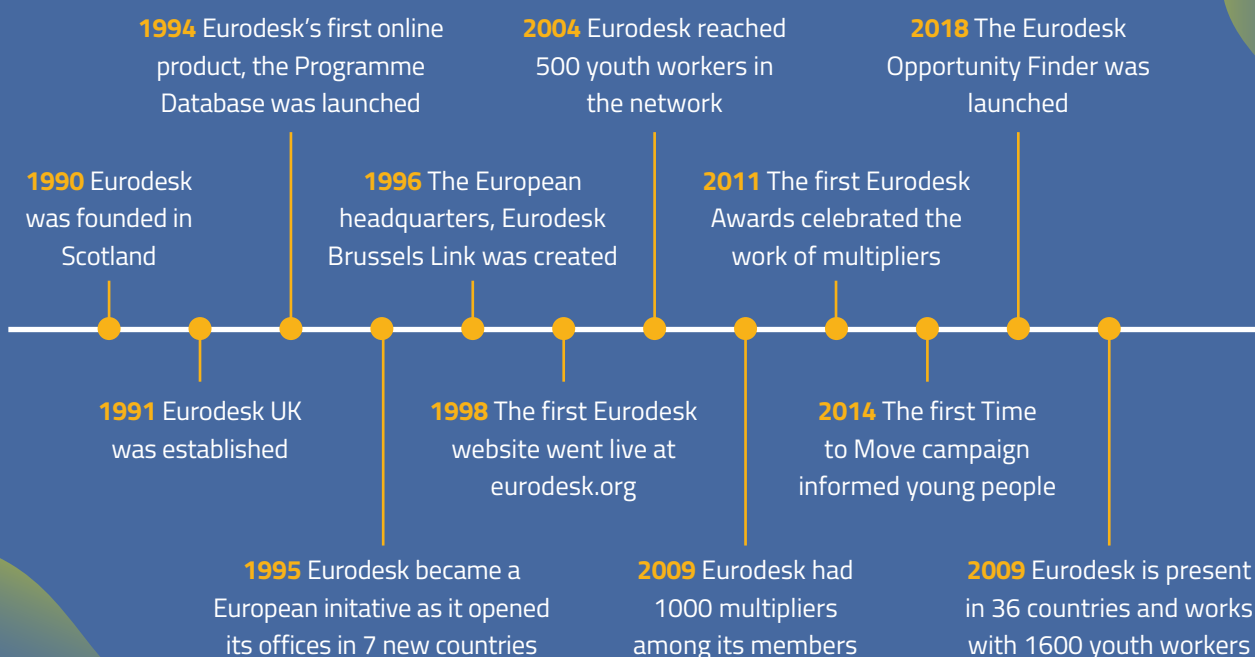 1994 Eurodesk's first online
product, the Programme
Database was launched
2004 Eurodesk reached
500 youth workers in
the network
2018 The Eurodesk
Opportunity Finder was
launched
1990 Eurodesk
was founded in
Scotland
1996 The European
headquarters, Eurodesk
Brussels Link was created
2011 The first Eurodesk
Awards celebrated the
work of multipliers
1991 Eurodesk UK
was established
1998 The first Eurodesk
website went live at
eurodesk.org
2014 The first Time
to Move campaign
informed young people
1995 Eurodesk became a
European initative as it opened
its offices in 7 new countries
2009 Eurodesk had
1000 multipliers
among its members
2009 Eurodesk is present
in 36 countries and works
with 1600 youth workers